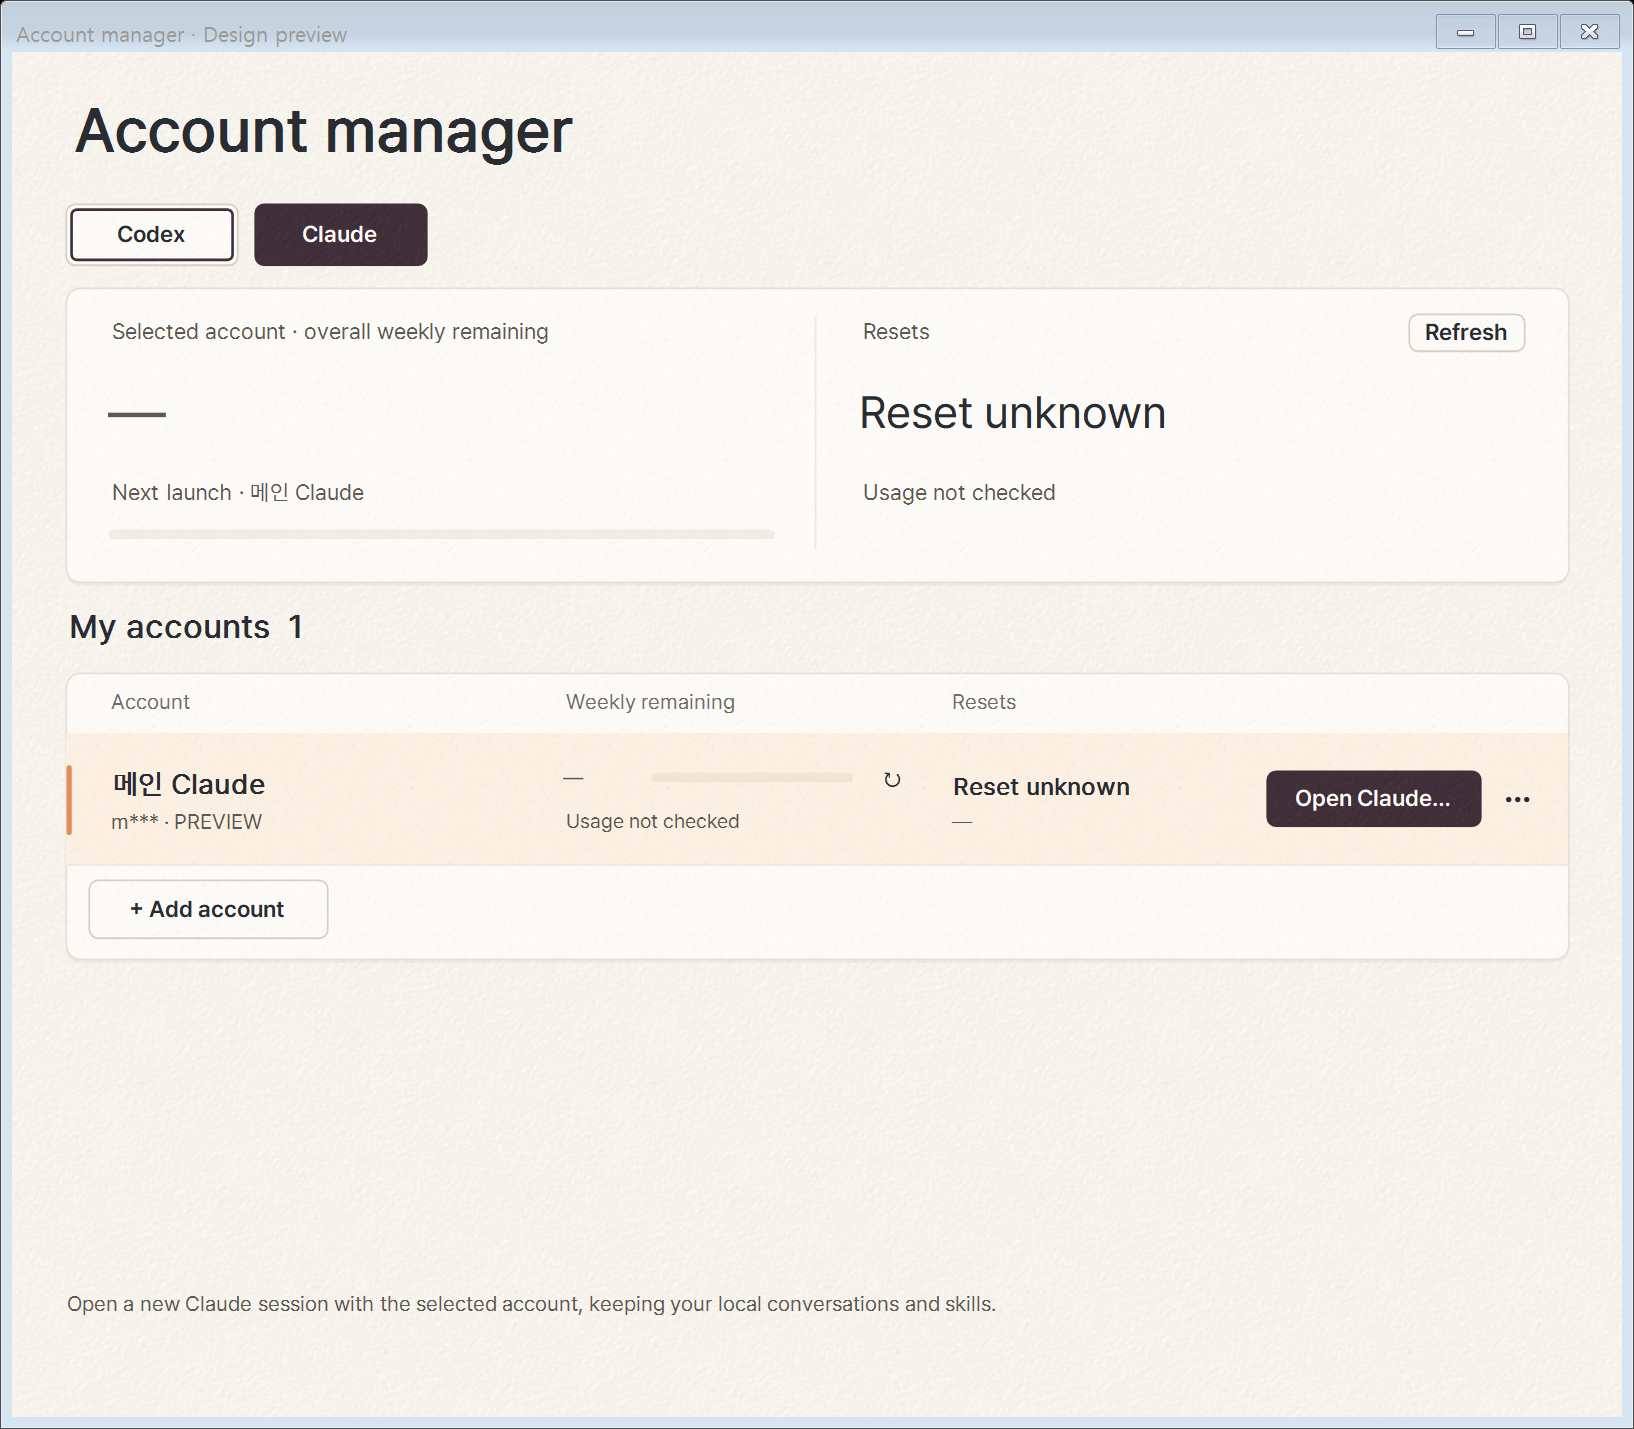 Account manager · Design preview
Account manager
Codex
Claude
Selected account · overall weekly remaining
Resets
Refresh
—
Reset unknown
Next launch · 메인 Claude
Usage not checked
My accounts 1
Account
Weekly remaining
Resets
메인 Claude
—
↻
Reset unknown
Open Claude...
•••
m*** · PREVIEW
Usage not checked
—
+ Add account
Open a new Claude session with the selected account, keeping your local conversations and skills.